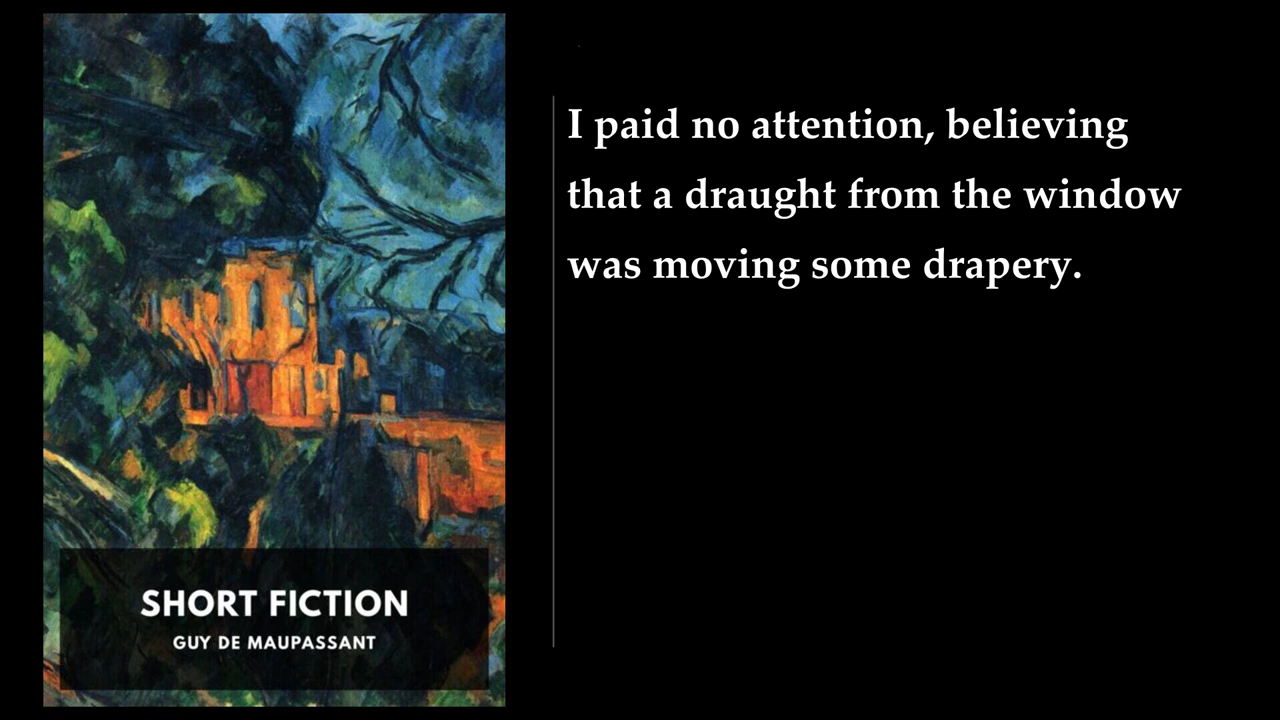 I paid no attention, believing
that a draught from the window
was moving some drapery.
SHORT FICTION
GUY DE MAUPASSANT